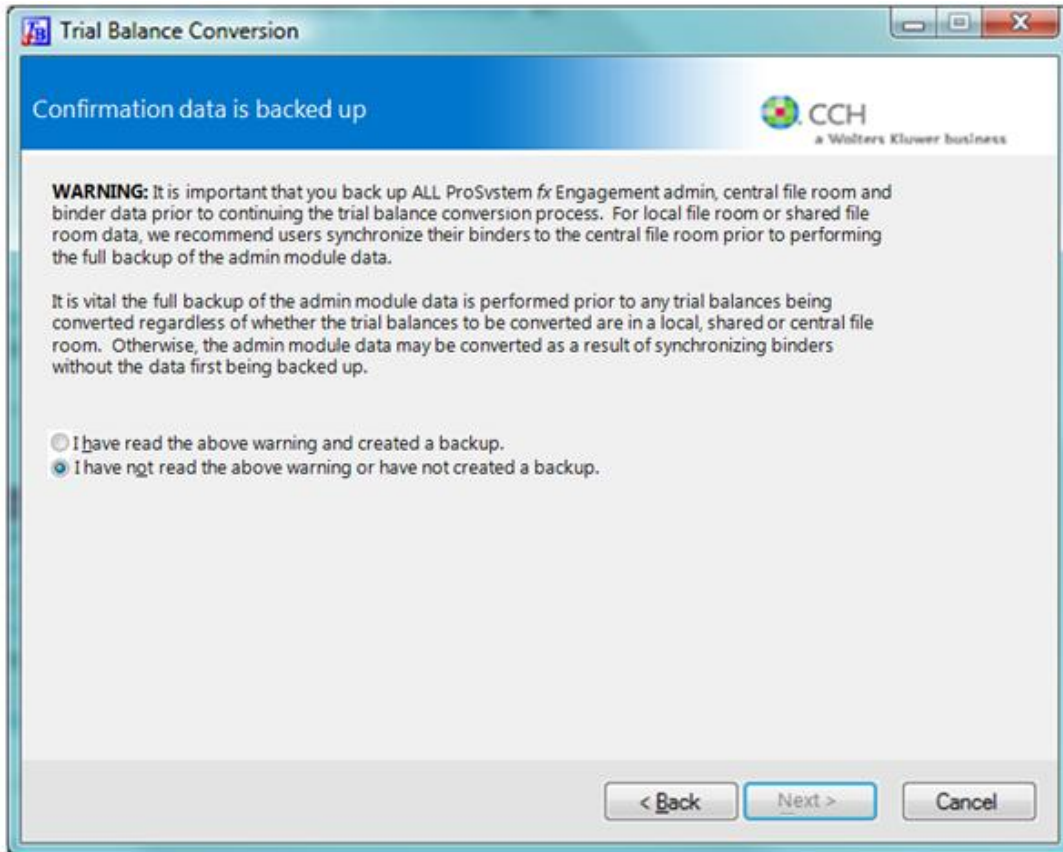 Trial Balance Conversion
Confirmation data is backed up
CCH
a Wolters Kluwer business
WARNING: It is important that you back up ALL ProSystem fx Engagement admin, central file room and
binder data prior to continuing the trial balance conversion process. For local file room or shared file
room data, we recommend users synchronize their binders to the central file room prior to performing
the full backup of the admin module data.
It is vital the full backup of the admin module data is performed prior to any trial balances being
converted regardless of whether the trial balances to be converted are in a local, shared or central file
room. Otherwise, the admin module data may be converted as a result of synchronizing binders
without the data first being backed up.
I have read the above warning and created a backup.
I have not read the above warning or have not created a backup.
< Back
Next >
Cancel